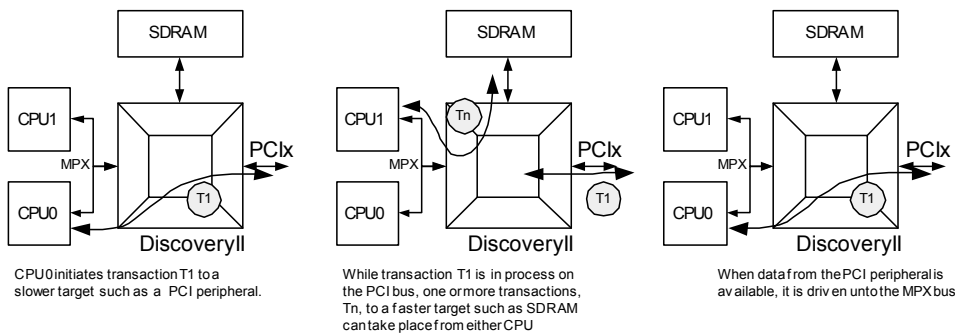 SDRAM
CPU1
MPX
PCIx
CPU0
T1
DiscoveryII
CPU0 initiates transaction T1 to a
slower target such as a PCI peripheral.
SDRAM
CPU1
Tn
MPX
PCIx
CPU0
T1
DiscoveryII
While transaction T1 is in process on
the PCI bus, one or more transactions,
Tn, to a faster target such as SDRAM
can take place from either CPU
SDRAM
CPU1
MPX
PCIx
CPU0
T1
DiscoveryII
When data from the PCI peripheral is
available, it is driven unto the MPX bus